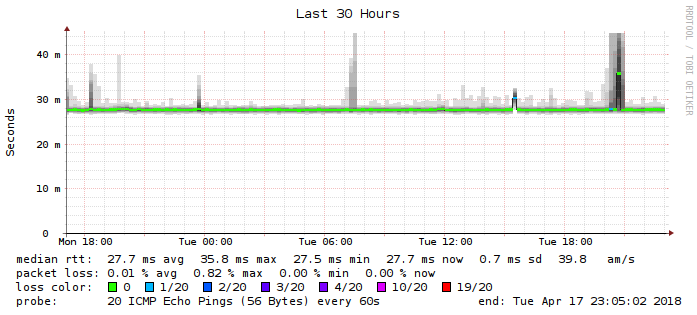 Last 30 Hours
RRDTOOL / TOBI OETIKER
Seconds
40 m
30 m
20 m
10 m
0
Mon 18:00 Tue 00:00 Tue 06:00 Tue 12:00 Tue 18:00
median rtt: 27.7 ms avg 35.8 ms max 27.5 ms min 27.7 ms now 0.7 ms sd 39.8 am/s
packet loss: 0.01 % avg 0.82 % max 0.00 % min 0.00 % now
loss color: 0 1/20 2/20 3/20 4/20 10/20 19/20
probe: 20 ICMP Echo Pings (56 Bytes) every 60s end: Tue Apr 17 23:05:02 2018